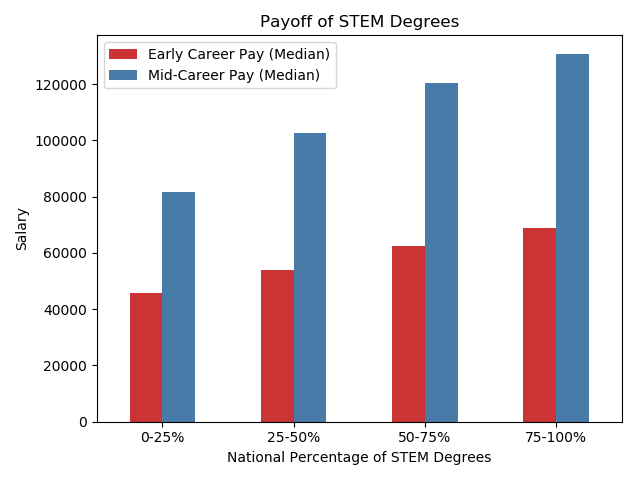 Payoff of STEM Degrees
Early Career Pay (Median)
Mid-Career Pay (Median)
Salary
120000
100000
80000
60000
40000
20000
0
0-25%
25-50%
50-75%
75-100%
National Percentage of STEM Degrees